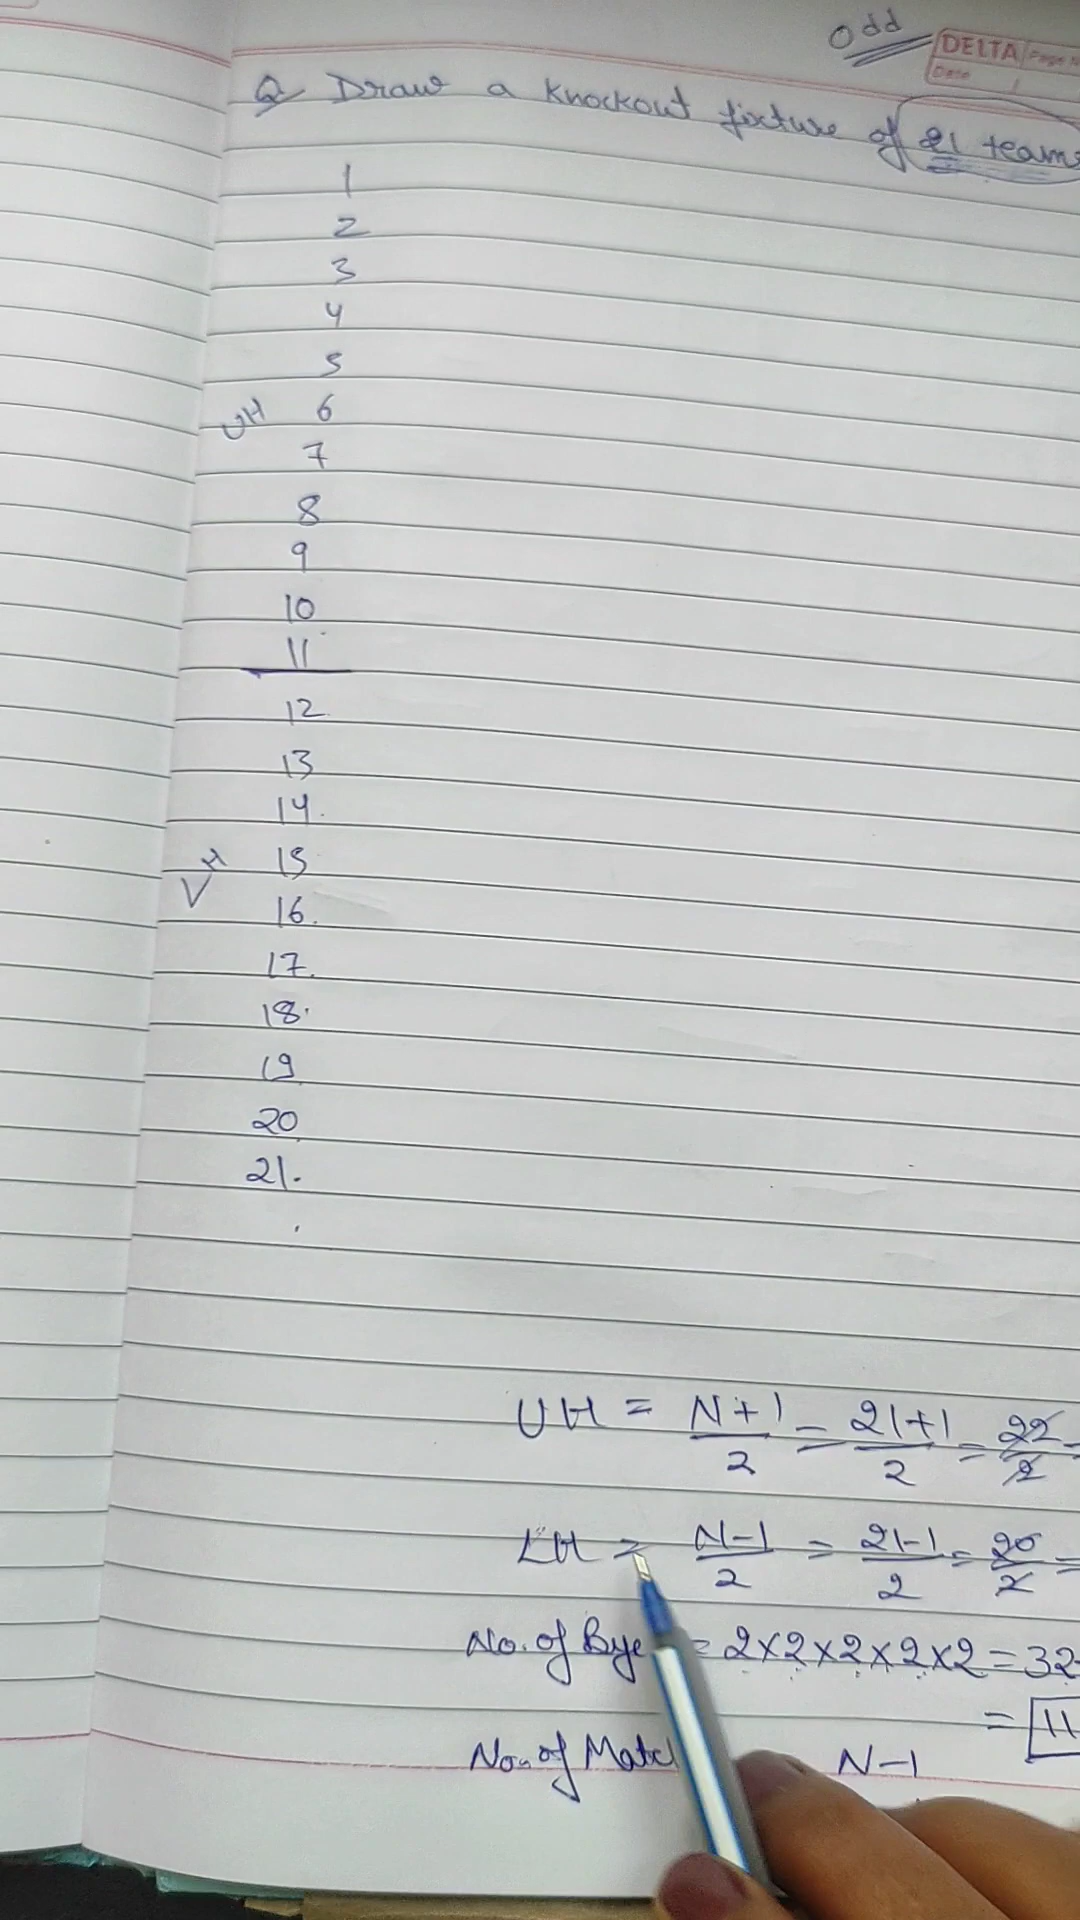 Odd
DELTA Page N
Date
Q Draw a Knockout fixture of 21 teams
1
2
3
4
5
UH 6
7
8
9
10
11
12
13
14.
LH 15
16.
17.
18.
19
20
21.
UH = N+1/2 = 21+1/2 = 22/2 =
LH = N-1/2 = 21-1/2 = 20/2 =
No. of Bye = 2×2×2×2×2 = 32-
= 11
No. of Matc N-1